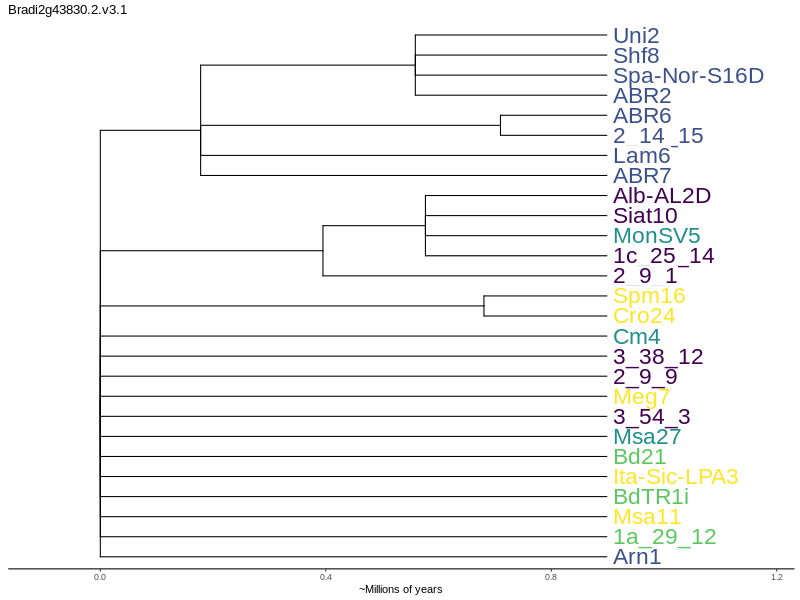 Bradi2g43830.2.v3.1
Uni2
Shf8
Spa-Nor-S16D
ABR2
ABR6
2_14_15
Lam6
ABR7
Alb-AL2D
Siat10
MonSV5
1c_25_14
2_9_1
Spm16
Cro24
Cm4
3_38_12
2_9_9
Meg7
3_54_3
Msa27
Bd21
Ita-Sic-LPA3
BdTR1i
Msa11
1a_29_12
Arn1
0.0 0.4 0.8 1.2
~Millions of years